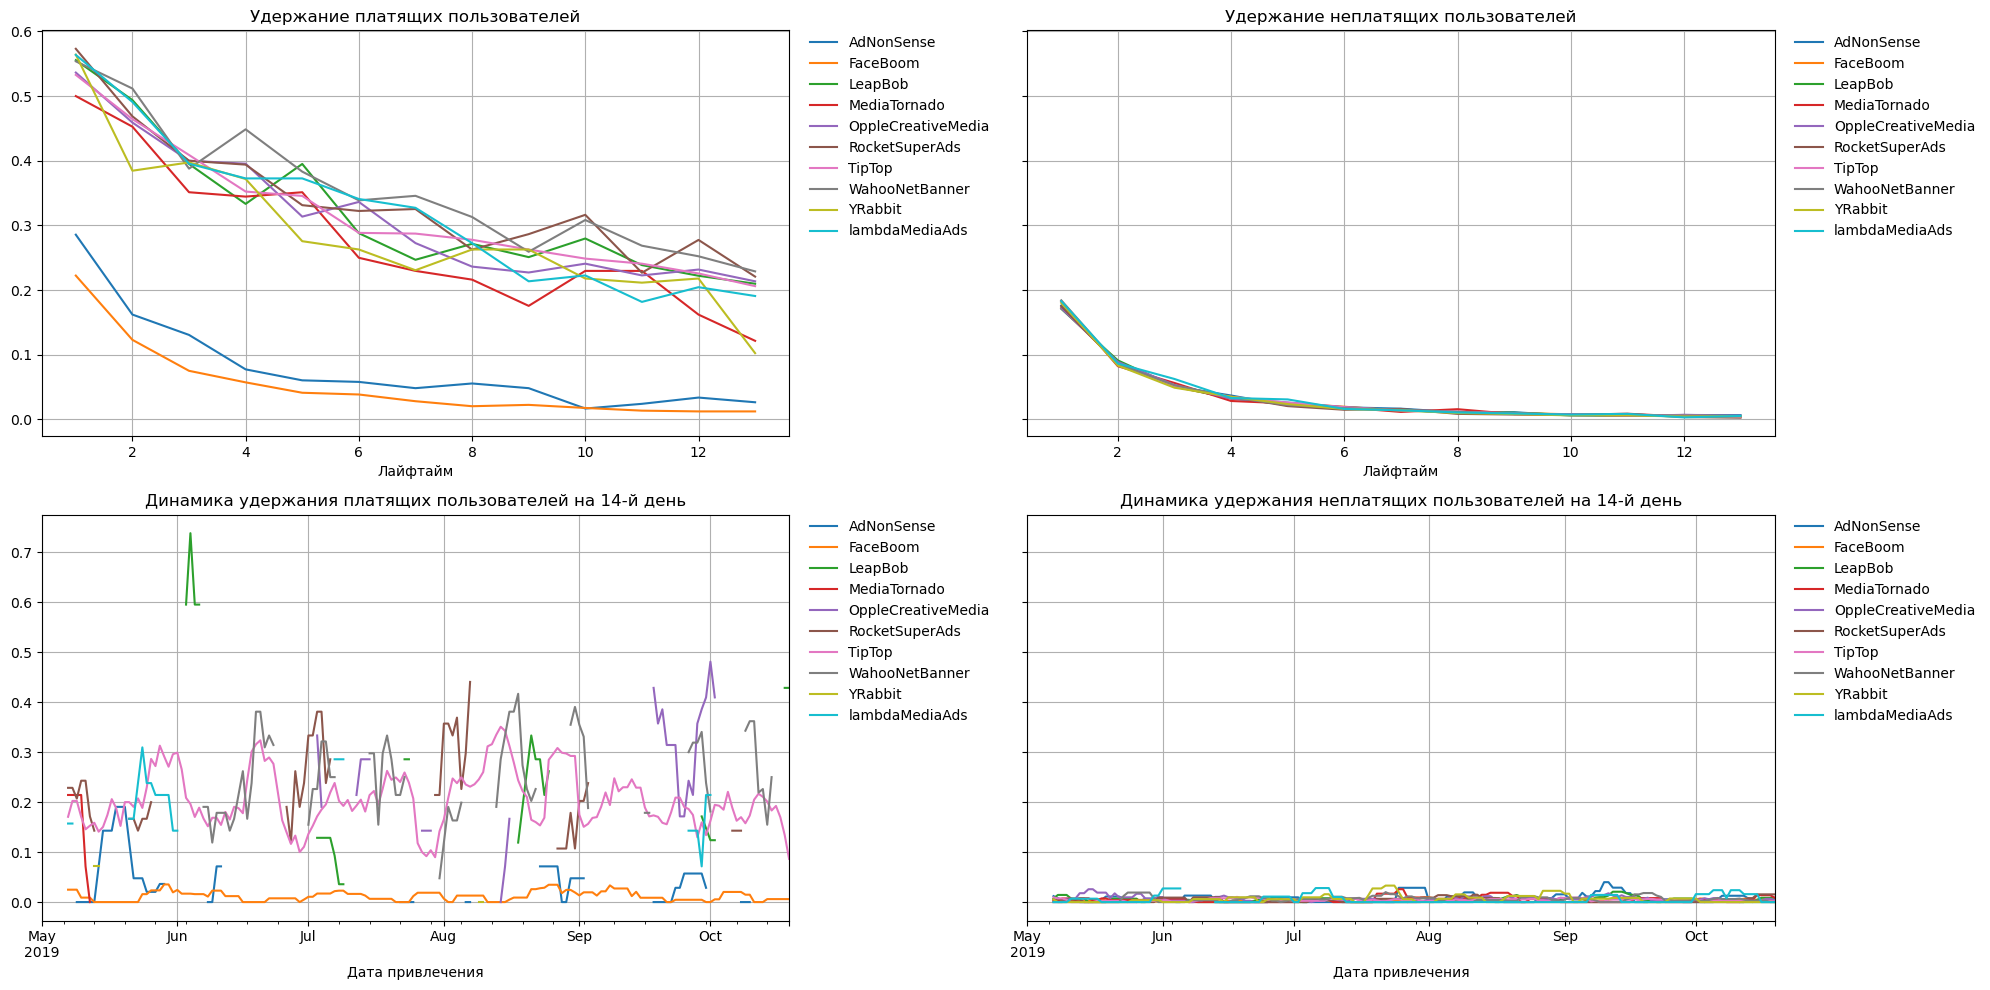 Удержание платящих пользователей
0.6
0.5
0.4
0.3
0.2
0.1
0.0
2 4 6 8 10 12
Лайфтайм
AdNonSense
FaceBoom
LeapBob
MediaTornado
OppleCreativeMedia
RocketSuperAds
TipTop
WahooNetBanner
YRabbit
lambdaMediaAds
Удержание неплатящих пользователей
2 4 6 8 10 12
Лайфтайм
AdNonSense
FaceBoom
LeapBob
MediaTornado
OppleCreativeMedia
RocketSuperAds
TipTop
WahooNetBanner
YRabbit
lambdaMediaAds
Динамика удержания платящих пользователей на 14-й день
0.7
0.6
0.5
0.4
0.3
0.2
0.1
0.0
May Jun Jul Aug Sep Oct
2019
Дата привлечения
AdNonSense
FaceBoom
LeapBob
MediaTornado
OppleCreativeMedia
RocketSuperAds
TipTop
WahooNetBanner
YRabbit
lambdaMediaAds
Динамика удержания неплатящих пользователей на 14-й день
May Jun Jul Aug Sep Oct
2019
Дата привлечения
AdNonSense
FaceBoom
LeapBob
MediaTornado
OppleCreativeMedia
RocketSuperAds
TipTop
WahooNetBanner
YRabbit
lambdaMediaAds